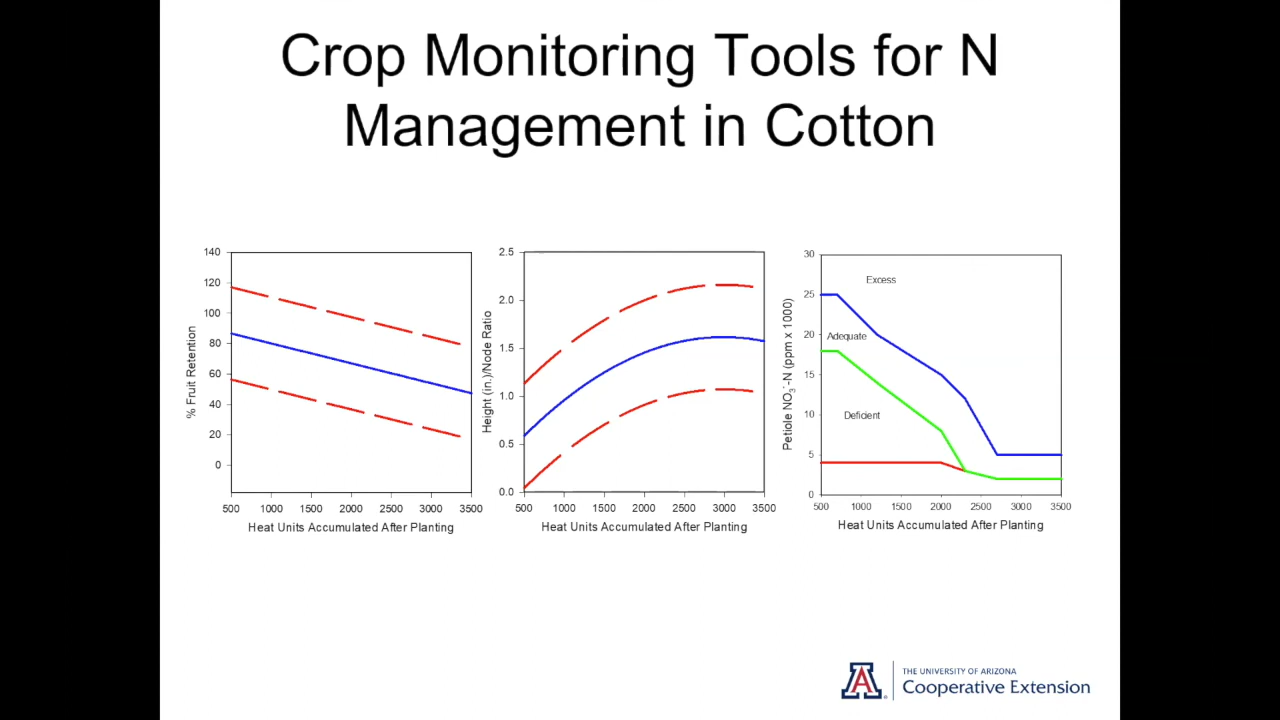 Crop Monitoring Tools for N
Management in Cotton
% Fruit Retention
140
120
100
80
60
40
20
0
500 1000 1500 2000 2500 3000 3500
Heat Units Accumulated After Planting
Height (in.)/Node Ratio
2.5
2.0
1.5
1.0
0.5
0.0
500 1000 1500 2000 2500 3000 3500
Heat Units Accumulated After Planting
Petiole NO3--N (ppm x 1000)
30
25
20
15
10
5
0
Excess
Adequate
Deficient
500 1000 1500 2000 2500 3000 3500
Heat Units Accumulated After Planting
A
THE UNIVERSITY OF ARIZONA
Cooperative Extension